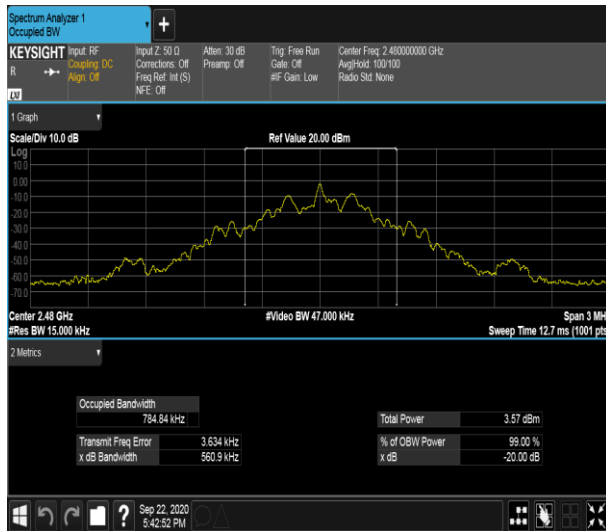 Spectrum Analyzer 1
Occupied BW
KEYSIGHT
R
LXI
Input: RF
Coupling: DC
Align: Off
Input Z: 50 Ω
Corrections: Off
Freq Ref: Int (S)
NFE: Off
Atten: 30 dB
Preamp: Off
Trig: Free Run
Gate: Off
#IF Gain: Low
Center Freq: 2.480000000 GHz
Avg|Hold: 100/100
Radio Std: None
1 Graph
Scale/Div 10.0 dB
Ref Value 20.00 dBm
Log
10.0
0.00
-10.0
-20.0
-30.0
-40.0
-50.0
-60.0
-70.0
Center 2.48 GHz
#Video BW 47.000 kHz
Span 3 MH
#Res BW 15.000 kHz
Sweep Time 12.7 ms (1001 pts
2 Metrics
Occupied Bandwidth
784.84 kHz
Total Power 3.57 dBm
Transmit Freq Error 3.634 kHz
% of OBW Power 99.00 %
x dB Bandwidth 560.9 kHz
x dB -20.00 dB
?
Sep 22, 2020
5:42:52 PM